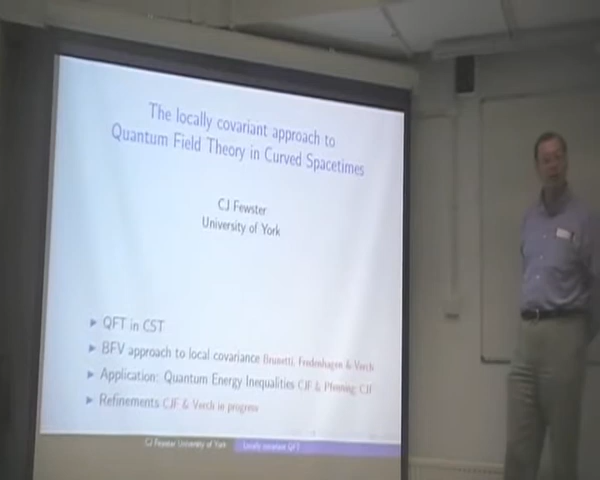 The locally covariant approach to
Quantum Field Theory in Curved Spacetimes
CJ Fewster
University of York
► QFT in CST
► BFV approach to local covariance Brunetti, Fredenhagen & Verch
► Application: Quantum Energy Inequalities CJF & Pfenning CJF
► Refinements CJF & Verch in progress
CJ Fewster University of York Locally covariant QFT